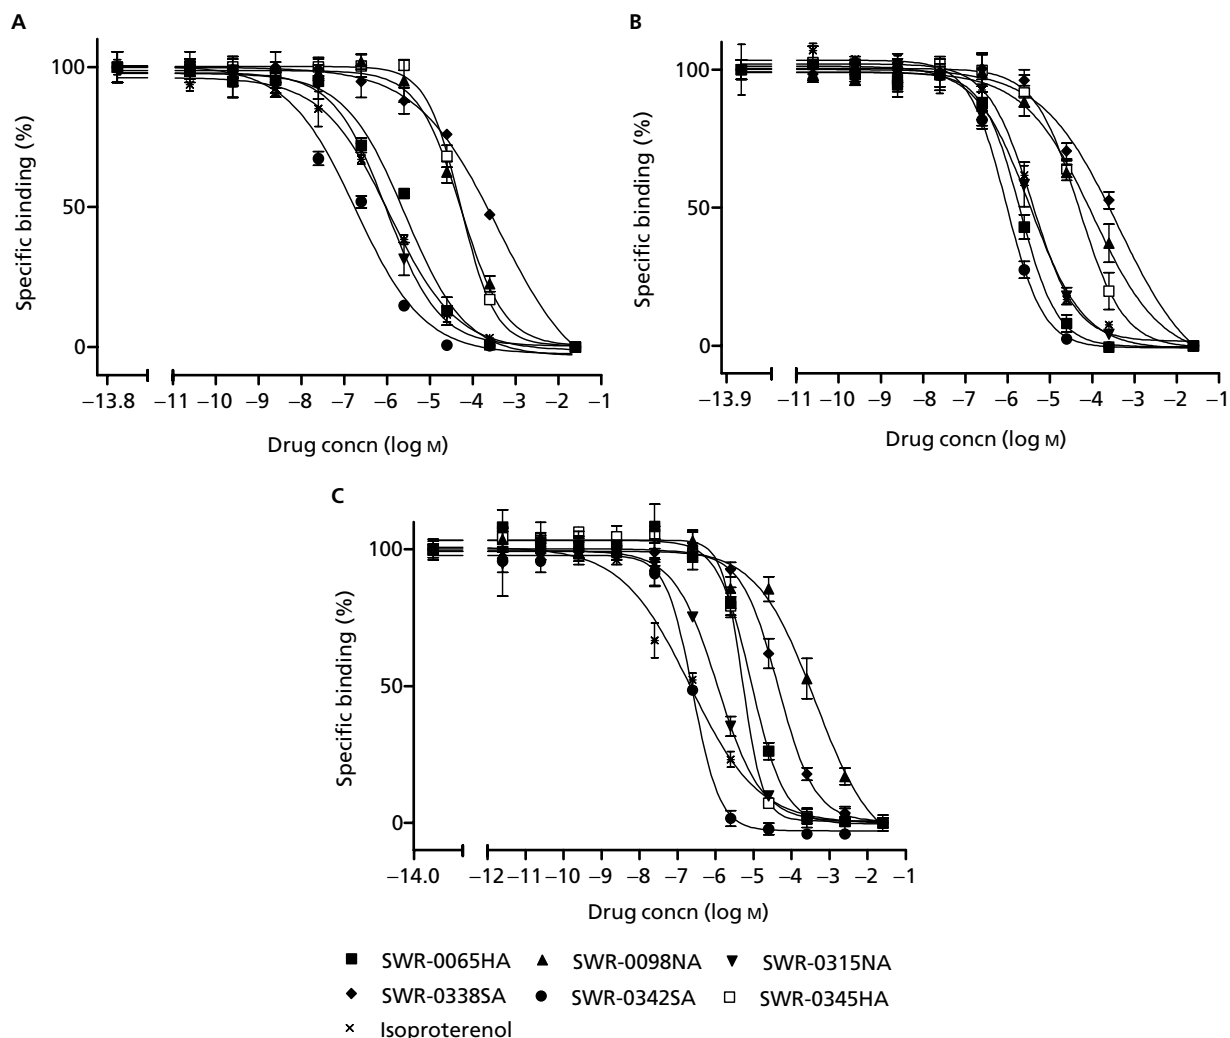 A
100
50
0
Specific binding (%)
−13.8 −11 −10 −9 −8 −7 −6 −5 −4 −3 −2 −1
Drug concn (log M)
B
100
50
0
Specific binding (%)
−13.9 −11 −10 −9 −8 −7 −6 −5 −4 −3 −2 −1
Drug concn (log M)
C
100
50
0
Specific binding (%)
−14.0 −12 −11 −10 −9 −8 −7 −6 −5 −4 −3 −2 −1
Drug concn (log M)
SWR-0065HA SWR-0098NA SWR-0315NA
SWR-0338SA SWR-0342SA SWR-0345HA
Isoproterenol